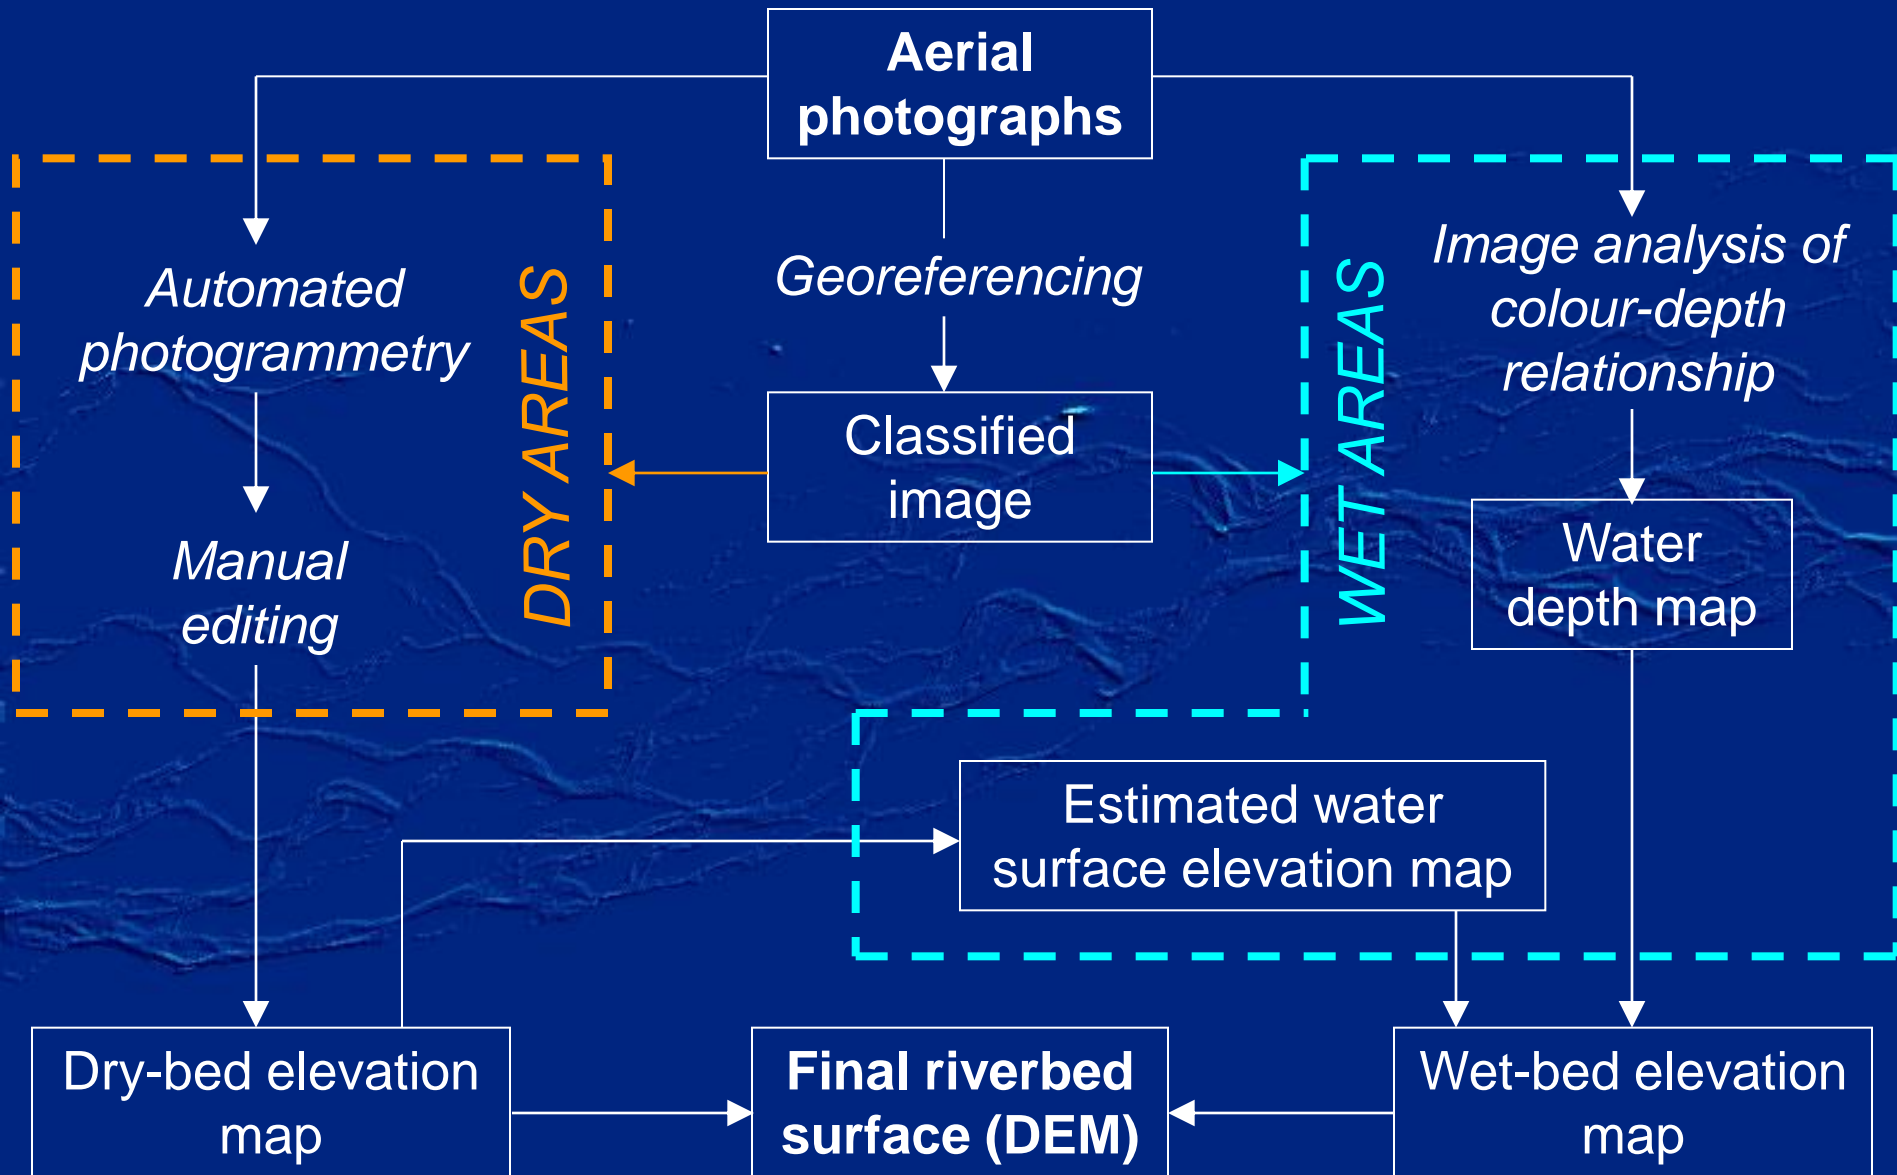 Aerial
photographs
Automated
photogrammetry
Manual
editing
DRY AREAS
Georeferencing
Classified
image
WET AREAS
Image analysis of
colour-depth
relationship
Water
depth map
Estimated water
surface elevation map
Dry-bed elevation
map
Final riverbed
surface (DEM)
Wet-bed elevation
map